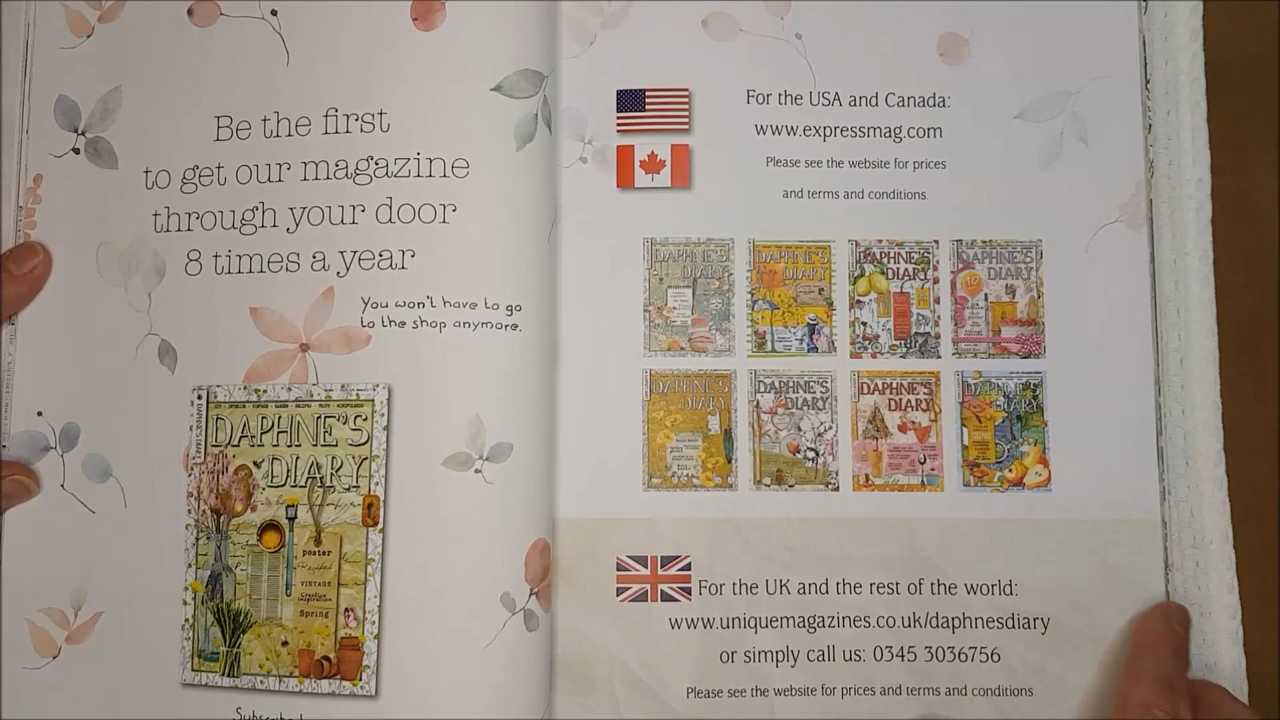 Be the first
to get our magazine
through your door
8 times a year
You won't have to go
to the shop anymore.
DAPHNE'S
DIARY
poster
Recipes
VINTAGE
Creative
inspiration
Spring
For the USA and Canada:
www.expressmag.com
Please see the website for prices
and terms and conditions.
DAPHNE'S
DIARY
DAPHNE'S
DIARY
DAPHNE'S
DIARY
DAPHNE'S
DIARY
DAPHNE'S
DIARY
DAPHNE'S
DIARY
DAPHNE'S
DIARY
DAPHNE'S
DIARY
For the UK and the rest of the world:
www.uniquemagazines.co.uk/daphnesdiary
or simply call us: 0345 3036756
Please see the website for prices and terms and conditions.